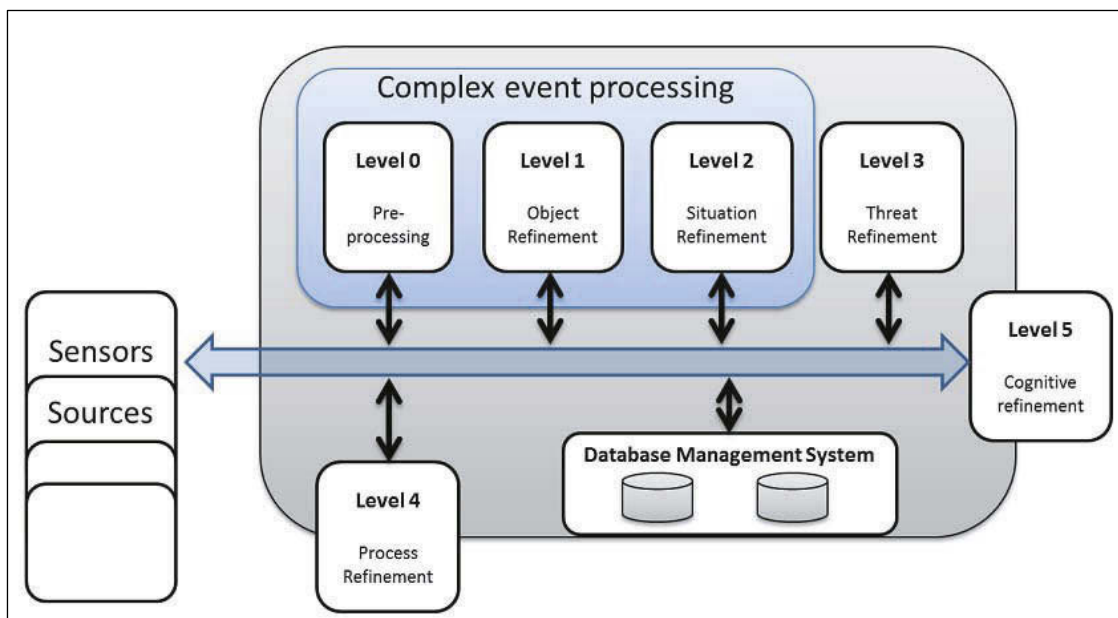 Complex event processing
Level 0
Pre-
processing
Level 1
Object
Refinement
Level 2
Situation
Refinement
Level 3
Threat
Refinement
Sensors
Sources
Level 5
Cognitive
refinement
Database Management System
Level 4
Process
Refinement